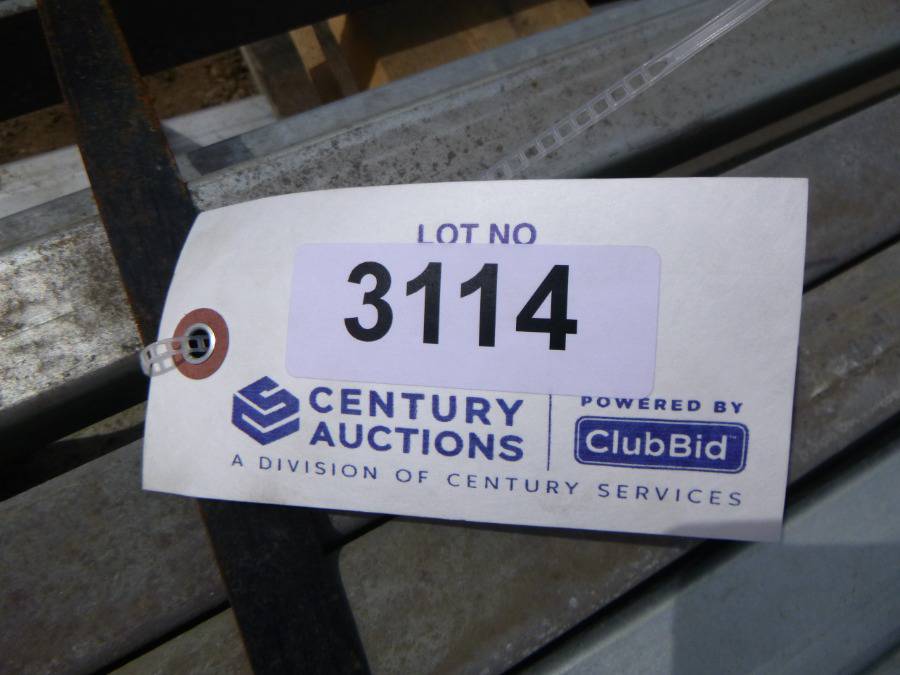 LOT NO
3114
CENTURY
AUCTIONS
A DIVISION OF CENTURY SERVICES
POWERED BY
ClubBid